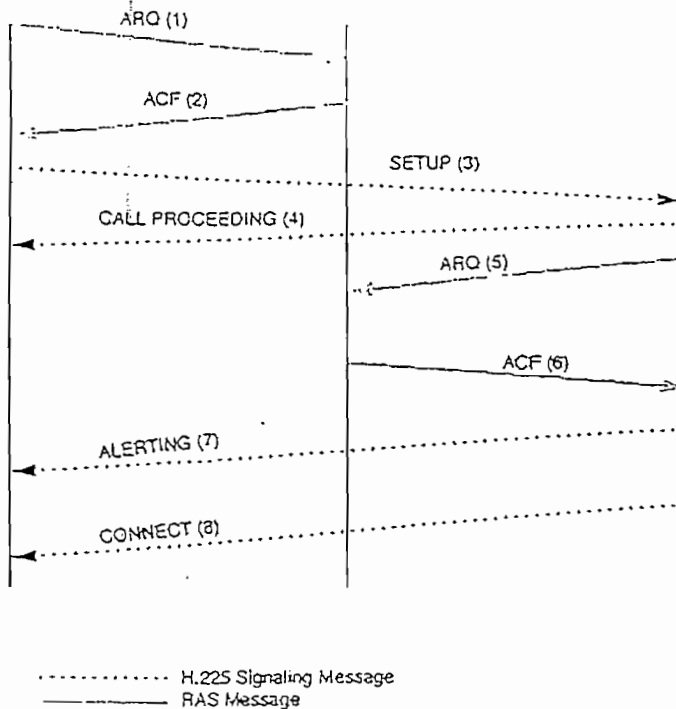 ARQ (1)
ACF (2)
SETUP (3)
CALL PROCEEDING (4)
ARQ (5)
ACF (6)
ALERTING (7)
CONNECT (8)
H.225 Signaling Message
RAS Message